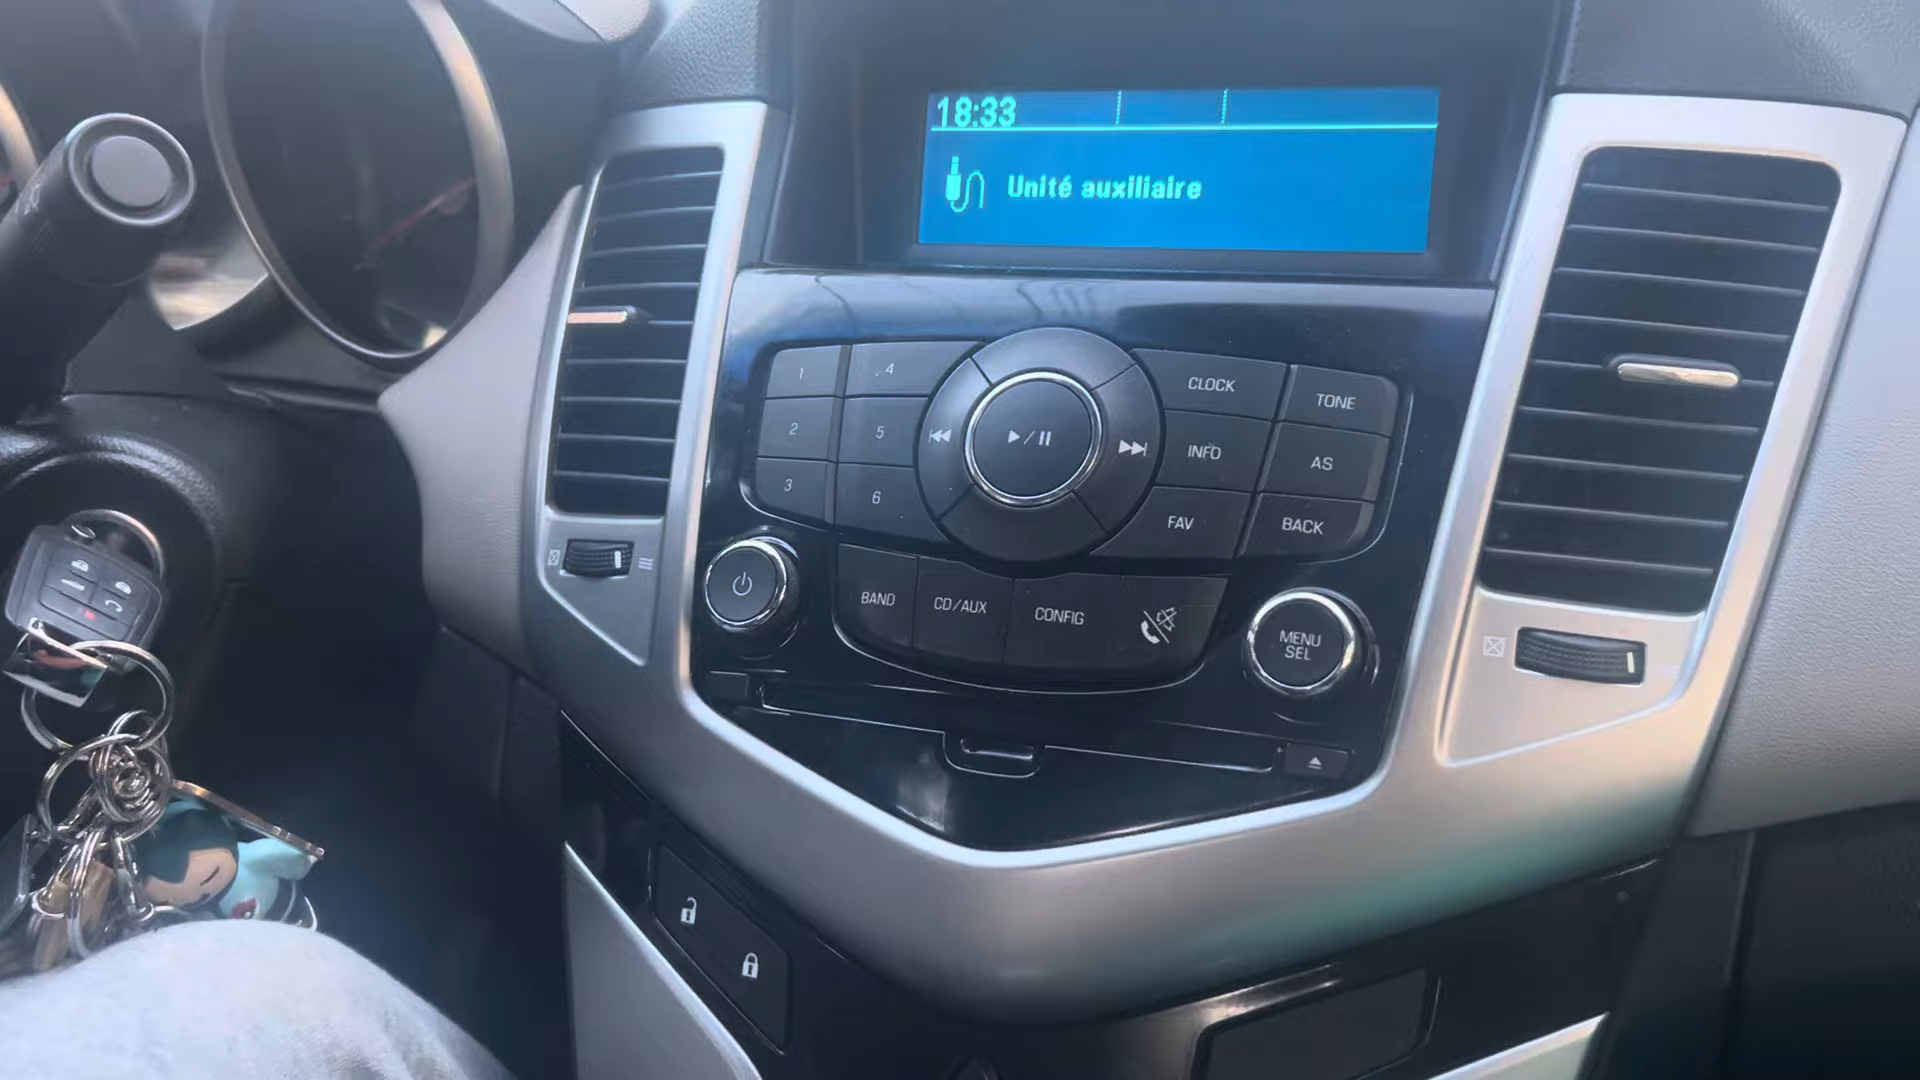 18:33
Unité auxiliaire
1
4
CLOCK
TONE
2
5
INFO
AS
3
6
FAV
BACK
BAND
CD/AUX
CONFIG
MENU
SEL